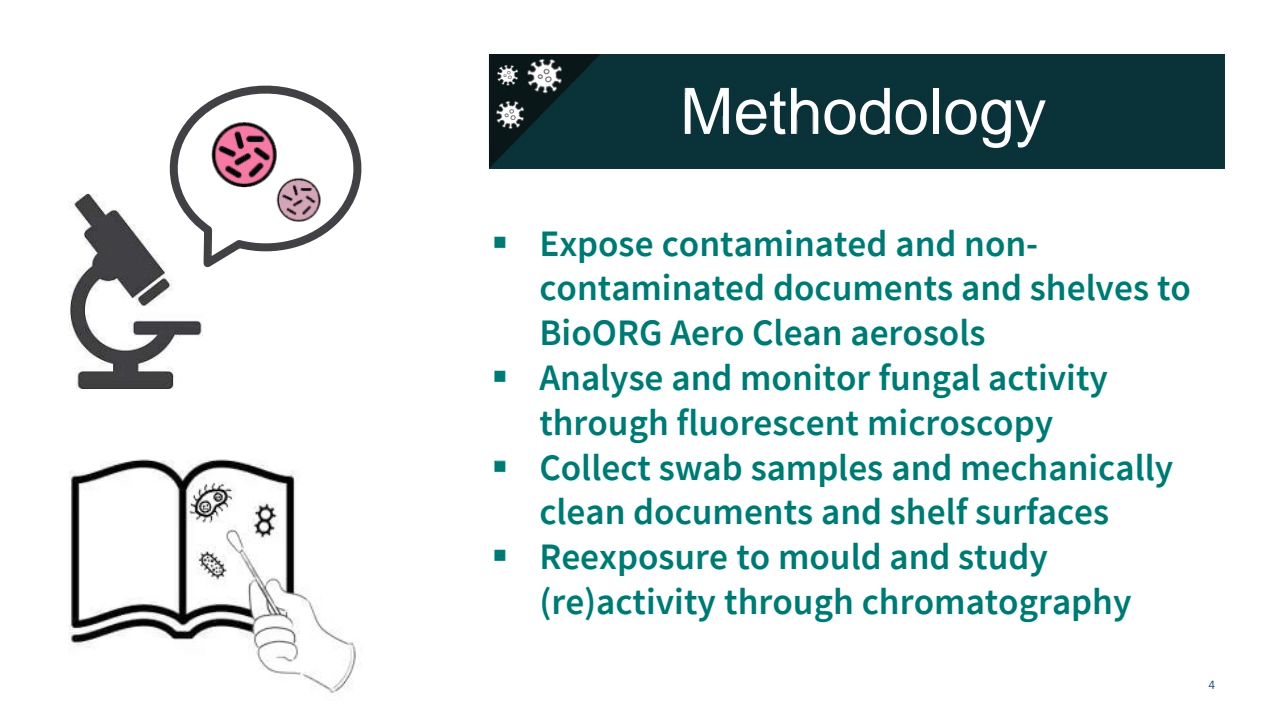 Methodology
▪ Expose contaminated and non-
contaminated documents and shelves to
BioORG Aero Clean aerosols
▪ Analyse and monitor fungal activity
through fluorescent microscopy
▪ Collect swab samples and mechanically
clean documents and shelf surfaces
▪ Reexposure to mould and study
(re)activity through chromatography
4